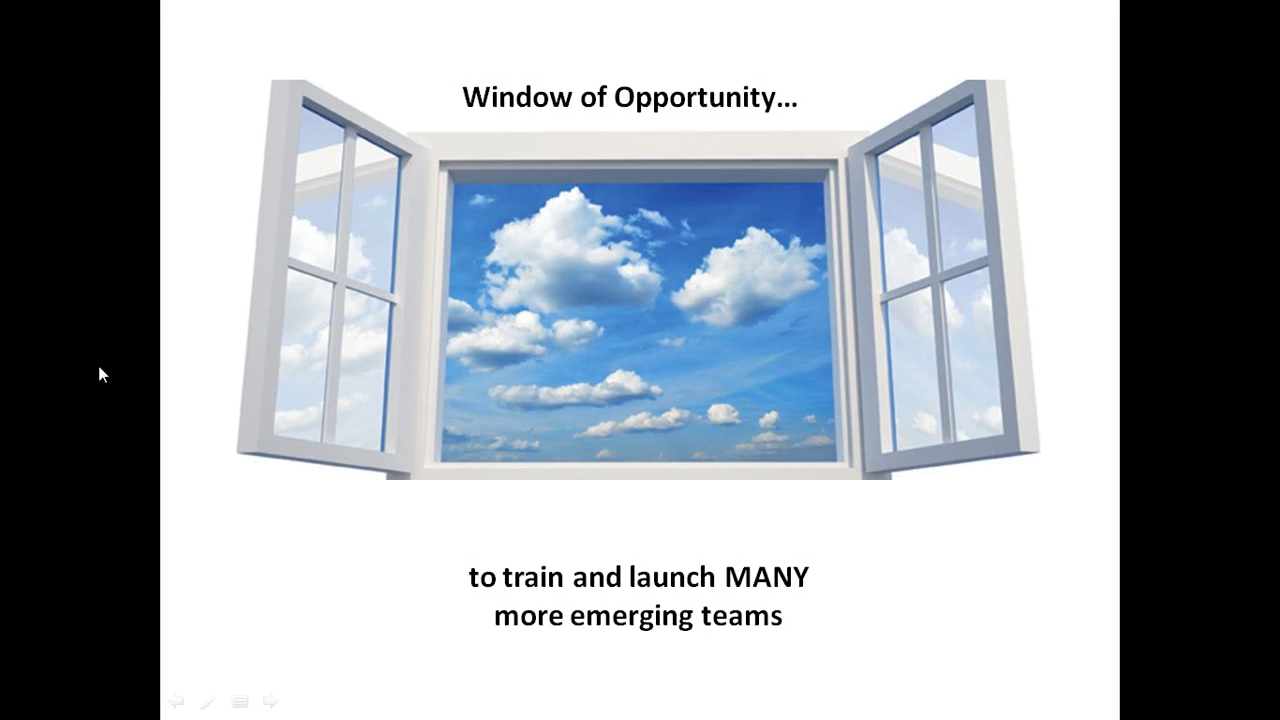 Window of Opportunity...
to train and launch MANY
more emerging teams